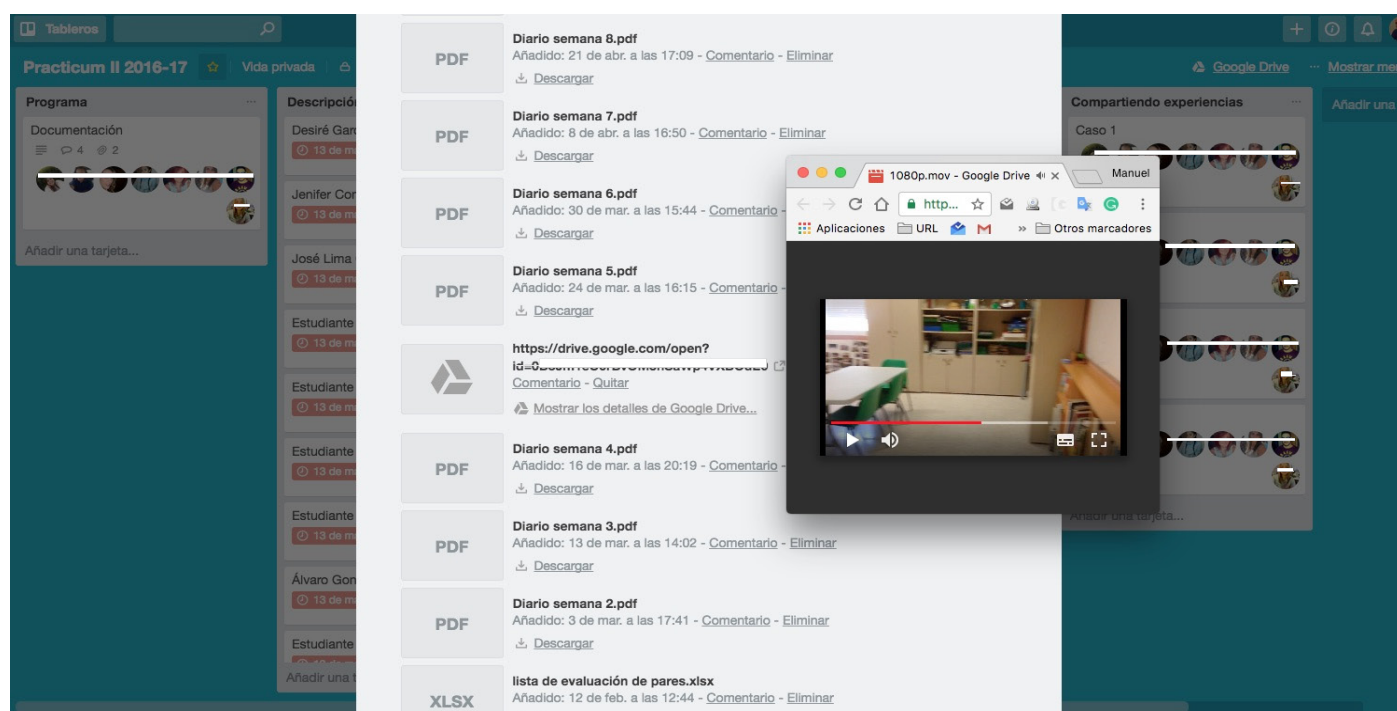 Tableros
Practicum II 2016-17
Vida privada
Google Drive
Mostrar me
Programa
Documentación
4
2
Añadir una tarjeta...
Descripció
Desiré Gar
13 de m
Jenifer Cor
13 de m
José Lima
13 de m
Estudiante
13 de m
Estudiante
13 de m
Estudiante
13 de m
Estudiante
13 de m
Álvaro Gon
13 de m
Estudiante
Añadir una t
PDF
Diario semana 8.pdf
Añadido: 21 de abr. a las 17:09 - Comentario - Eliminar
Descargar
PDF
Diario semana 7.pdf
Añadido: 8 de abr. a las 16:50 - Comentario - Eliminar
Descargar
PDF
Diario semana 6.pdf
Añadido: 30 de mar. a las 15:44 - Comentario -
Descargar
PDF
Diario semana 5.pdf
Añadido: 24 de mar. a las 16:15 - Comentario -
Descargar
https://drive.google.com/open?
Comentario - Quitar
Mostrar los detalles de Google Drive...
PDF
Diario semana 4.pdf
Añadido: 16 de mar. a las 20:19 - Comentario -
Descargar
PDF
Diario semana 3.pdf
Añadido: 13 de mar. a las 14:02 - Comentario - Eliminar
Descargar
PDF
Diario semana 2.pdf
Añadido: 3 de mar. a las 17:41 - Comentario - Eliminar
Descargar
XLSX
lista de evaluación de pares.xlsx
Añadido: 12 de feb. a las 12:44 - Comentario - Eliminar
1080p.mov - Google Drive
Manuel
http...
Aplicaciones
URL
Otros marcadores
Compartiendo experiencias
Caso 1
Añadir una tarjeta...
Añadir una